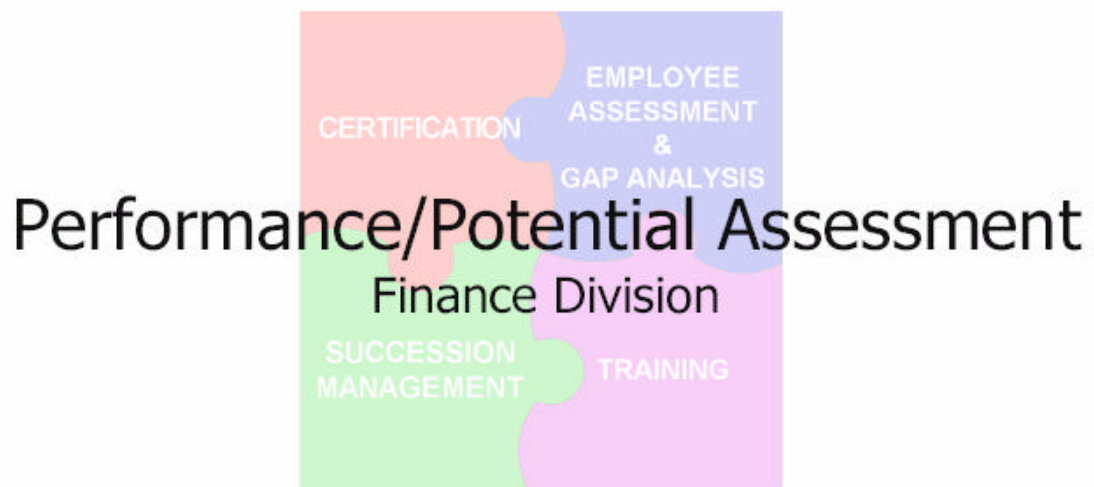 CERTIFICATION
EMPLOYEE
ASSESSMENT
&
GAP ANALYSIS
Performance/Potential Assessment
Finance Division
SUCCESSION
MANAGEMENT
TRAINING